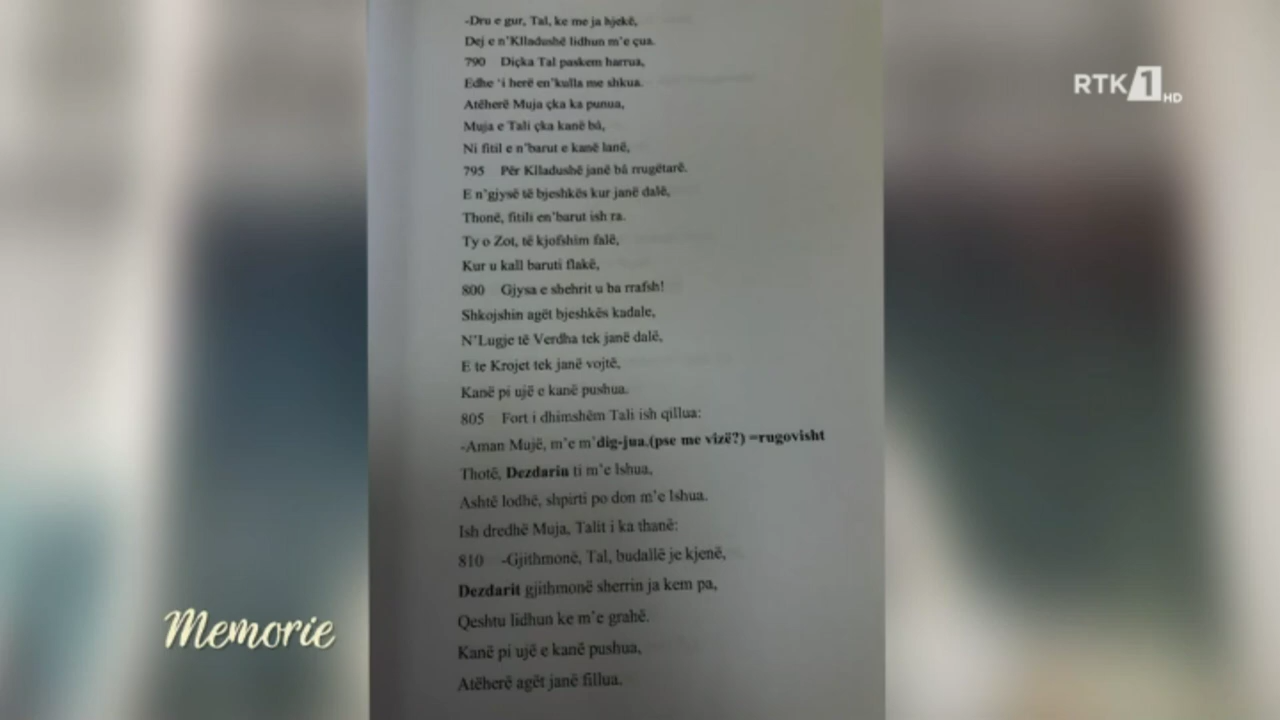 -Dru e gur, Tal, ke me ja hjekë,
Dej e n'Klladushë lidhun m'e çua.
790 Diçka Tal paskem harrua,
Edhe 'i herë en'kulla me shkua.
Atëherë Muja çka ka punua,
Muja e Tali çka kanë bâ,
Ni fitil e n'barut e kanë lanë,
795 Për Klladushë janë bâ rrugëtarë.
E n'gjysë të bjeshkës kur janë dalë,
Thonë, fitili en'barut ish ra.
Ty o Zot, të kjofshim falë,
Kur u kall baruti flakë,
800 Gjysa e shehrit u ba rrafsh!
Shkojshin agët bjeshkës kadale,
N'Lugje të Verdha tek janë dalë,
E te Krojet tek janë vojtë,
Kanë pi ujë e kanë pushua.
805 Fort i dhimshëm Tali ish qillua:
-Aman Mujë, m'e m'dig-jua.(pse me vizë?) =rugovisht
Thotë, Dezdarin ti m'e lshua,
Ashtë lodhë, shpirti po don m'e lshua.
Ish dredhë Muja, Talit i ka thanë:
810 -Gjithmonë, Tal, budallë je kjenë,
Dezdarit gjithmonë sherrin ja kem pa,
Qeshtu lidhun ke m'e grahë.
Kanë pi ujë e kanë pushua,
Atëherë agët janë fillua.
RTK 1 HD
Memorie